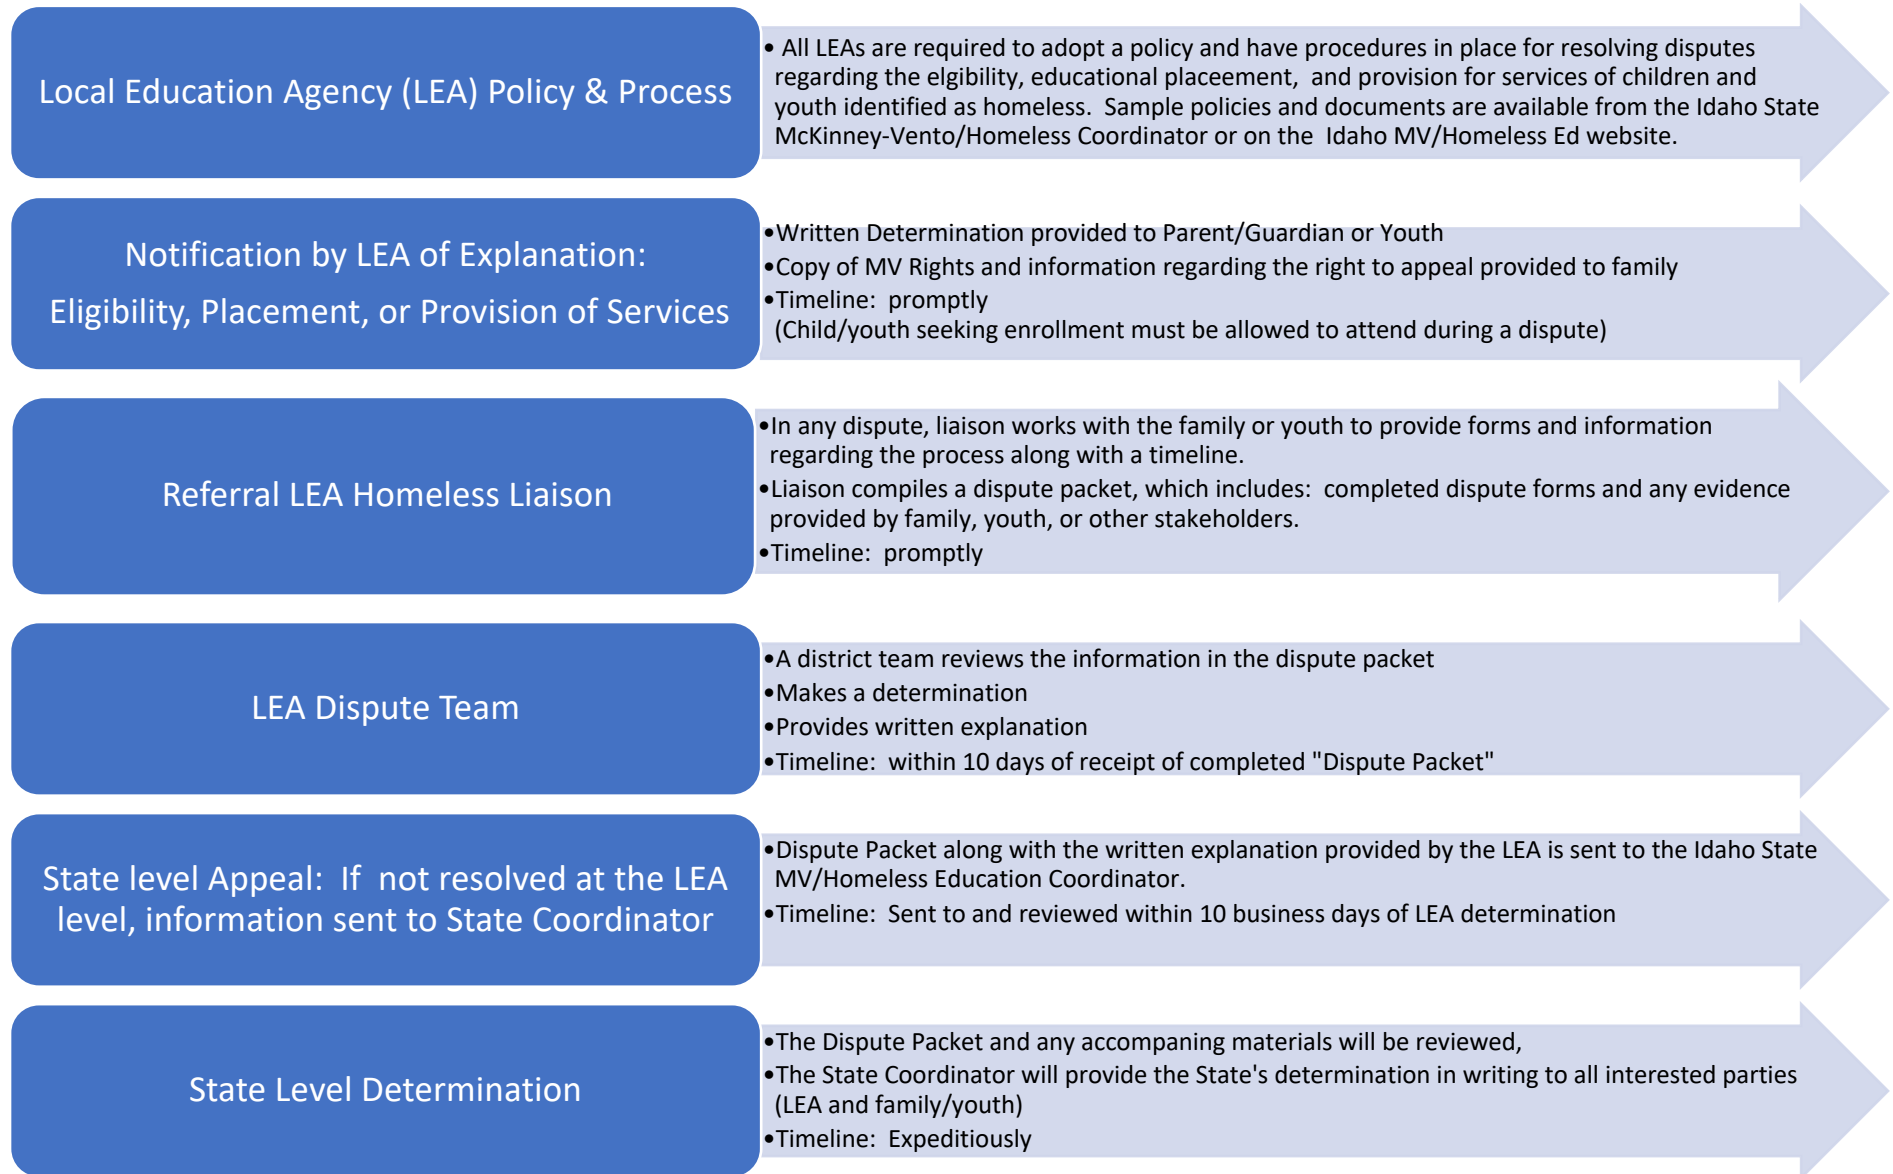 Local Education Agency (LEA) Policy & Process
• All LEAs are required to adopt a policy and have procedures in place for resolving disputes
regarding the elgibility, educational placeement, and provision for services of children and
youth identified as homeless. Sample policies and documents are available from the Idaho State
McKinney-Vento/Homeless Coordinator or on the Idaho MV/Homeless Ed website.
Notification by LEA of Explanation:
Eligibility, Placement, or Provision of Services
•Written Determination provided to Parent/Guardian or Youth
•Copy of MV Rights and information regarding the right to appeal provided to family
•Timeline: promptly
(Child/youth seeking enrollment must be allowed to attend during a dispute)
Referral LEA Homeless Liaison
•In any dispute, liaison works with the family or youth to provide forms and information
regarding the process along with a timeline.
•Liaison compiles a dispute packet, which includes: completed dispute forms and any evidence
provided by family, youth, or other stakeholders.
•Timeline: promptly
LEA Dispute Team
•A district team reviews the information in the dispute packet
•Makes a determination
•Provides written explanation
•Timeline: within 10 days of receipt of completed "Dispute Packet"
State level Appeal: If not resolved at the LEA
level, information sent to State Coordinator
•Dispute Packet along with the written explanation provided by the LEA is sent to the Idaho State
MV/Homeless Education Coordinator.
•Timeline: Sent to and reviewed within 10 business days of LEA determination
State Level Determination
•The Dispute Packet and any accompaning materials will be reviewed,
•The State Coordinator will provide the State's determination in writing to all interested parties
(LEA and family/youth)
•Timeline: Expeditiously